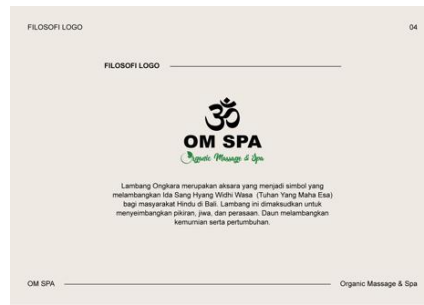 FILOSOFI LOGO 04
FILOSOFI LOGO
ॐ
OM SPA
Organic Massage & Spa
Lambang Ongkara merupakan aksara yang menjadi simbol yang
melambangkan Ida Sang Hyang Widhi Wasa (Tuhan Yang Maha Esa)
bagi masyarakat Hindu di Bali. Lambang ini dimaksudkan untuk
menyeimbangkan pikiran, jiwa, dan perasaan. Daun melambangkan
kemurnian serta pertumbuhan.
OM SPA Organic Massage & Spa